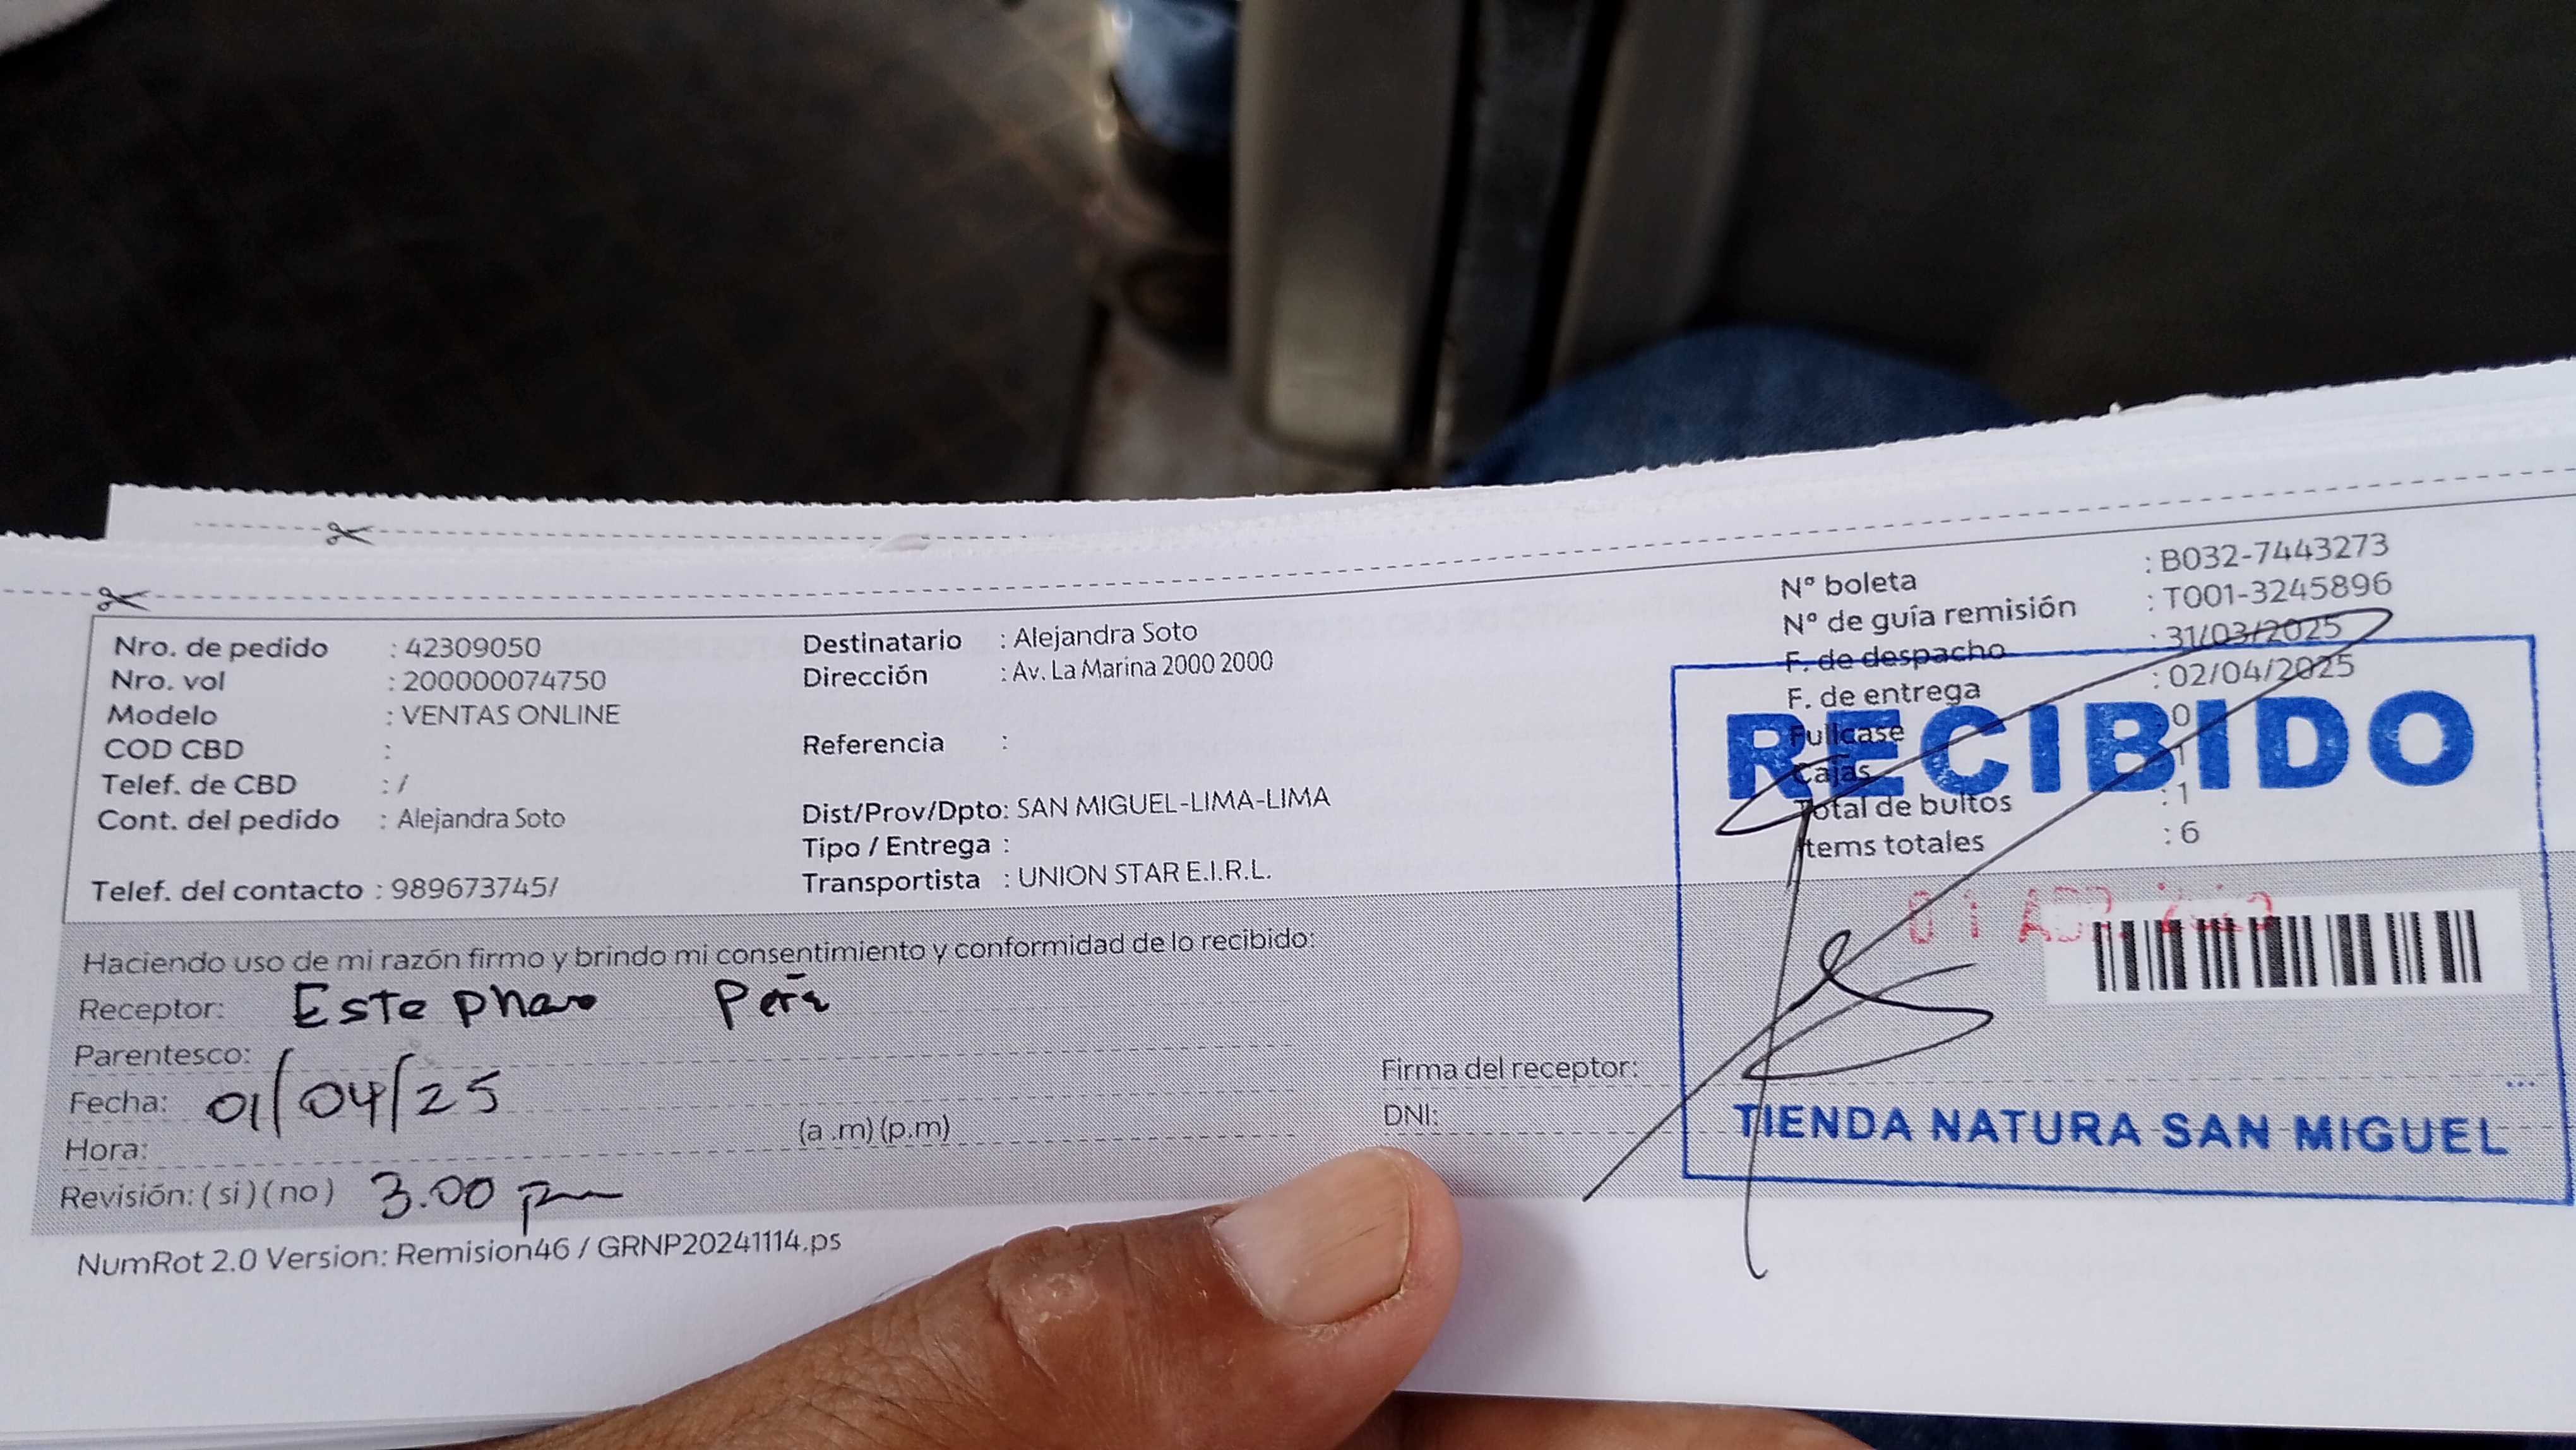 Nro. de pedido : 42309050
Nro. vol : 200000074750
Modelo : VENTAS ONLINE
COD CBD :
Telef. de CBD : /
Cont. del pedido : Alejandra Soto
Telef. del contacto : 989673745/
Destinatario : Alejandra Soto
Dirección : Av. La Marina 2000 2000
Referencia :
Dist/Prov/Dpto: SAN MIGUEL-LIMA-LIMA
Tipo / Entrega :
Transportista : UNION STAR E.I.R.L.
Nº boleta : B032-7443273
Nº de guía remisión : T001-3245896
F. de despacho : 31/03/2025
F. de entrega : 02/04/2025
Fullcase : 0
Cajas : 1
Total de bultos : 1
Items totales : 6
RECIBIDO
01 ABR.
TIENDA NATURA SAN MIGUEL
Haciendo uso de mi razón firmo y brindo mi consentimiento y conformidad de lo recibido:
Receptor:
Parentesco:
Fecha: 01/04/25
Hora: (a .m) (p.m)
Revisión: ( si ) ( no ) 3.00 pm
Firma del receptor:
DNI:
NumRot 2.0 Version: Remision46 / GRNP20241114.ps